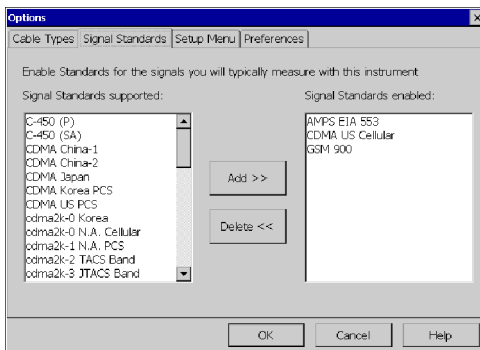 Options
Cable Types Signal Standards Setup Menu Preferences
Enable Standards for the signals you will typically measure with this instrument
Signal Standards supported:
Signal Standards enabled:
C-450 (P)
C-450 (SA)
CDMA China-1
CDMA China-2
CDMA Japan
CDMA Korea PCS
CDMA US PCS
cdma2k-0 Korea
cdma2k-0 N.A. Cellular
cdma2k-1 N.A. PCS
cdma2k-2 TACS Band
cdma2k-3 JTACS Band
Add >>
Delete <<
AMPS EIA 553
CDMA US Cellular
GSM 900
OK Cancel Help